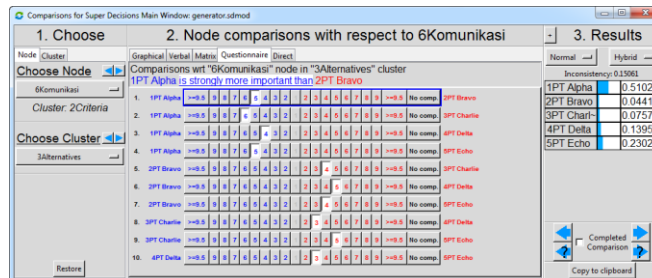 Comparisons for Super Decisions Main Window: generator.sdmod
1. Choose
2. Node comparisons with respect to 6Komunikasi
- 3. Results
Node Cluster
Graphical Verbal Matrix Questionnaire Direct
Normal Hybrid
Choose Node
Comparisons wrt "6Komunikasi" node in "3Alternatives" cluster
1PT Alpha is strongly more important than 2PT Bravo
6Komunikasi
Cluster: 2Criteria
Choose Cluster
3Alternatives
Restore
1. 1PT Alpha >=9.5 9 8 7 6 5 4 3 2 2 3 4 5 6 7 8 9 >=9.5 No comp. 2PT Bravo
2. 1PT Alpha >=9.5 9 8 7 6 5 4 3 2 2 3 4 5 6 7 8 9 >=9.5 No comp. 3PT Charlie
3. 1PT Alpha >=9.5 9 8 7 6 5 4 3 2 2 3 4 5 6 7 8 9 >=9.5 No comp. 4PT Delta
4. 1PT Alpha >=9.5 9 8 7 6 5 4 3 2 2 3 4 5 6 7 8 9 >=9.5 No comp. 5PT Echo
5. 2PT Bravo >=9.5 9 8 7 6 5 4 3 2 2 3 4 5 6 7 8 9 >=9.5 No comp. 3PT Charlie
6. 2PT Bravo >=9.5 9 8 7 6 5 4 3 2 2 3 4 5 6 7 8 9 >=9.5 No comp. 4PT Delta
7. 2PT Bravo >=9.5 9 8 7 6 5 4 3 2 2 3 4 5 6 7 8 9 >=9.5 No comp. 5PT Echo
8. 3PT Charlie >=9.5 9 8 7 6 5 4 3 2 2 3 4 5 6 7 8 9 >=9.5 No comp. 4PT Delta
9. 3PT Charlie >=9.5 9 8 7 6 5 4 3 2 2 3 4 5 6 7 8 9 >=9.5 No comp. 5PT Echo
10. 4PT Delta >=9.5 9 8 7 6 5 4 3 2 2 3 4 5 6 7 8 9 >=9.5 No comp. 5PT Echo
Inconsistency: 0.15061
1PT Alpha 0.5102
2PT Bravo 0.0441
3PT Charl~ 0.0757
4PT Delta 0.1395
5PT Echo 0.2302
Completed
Comparison
Copy to clipboard